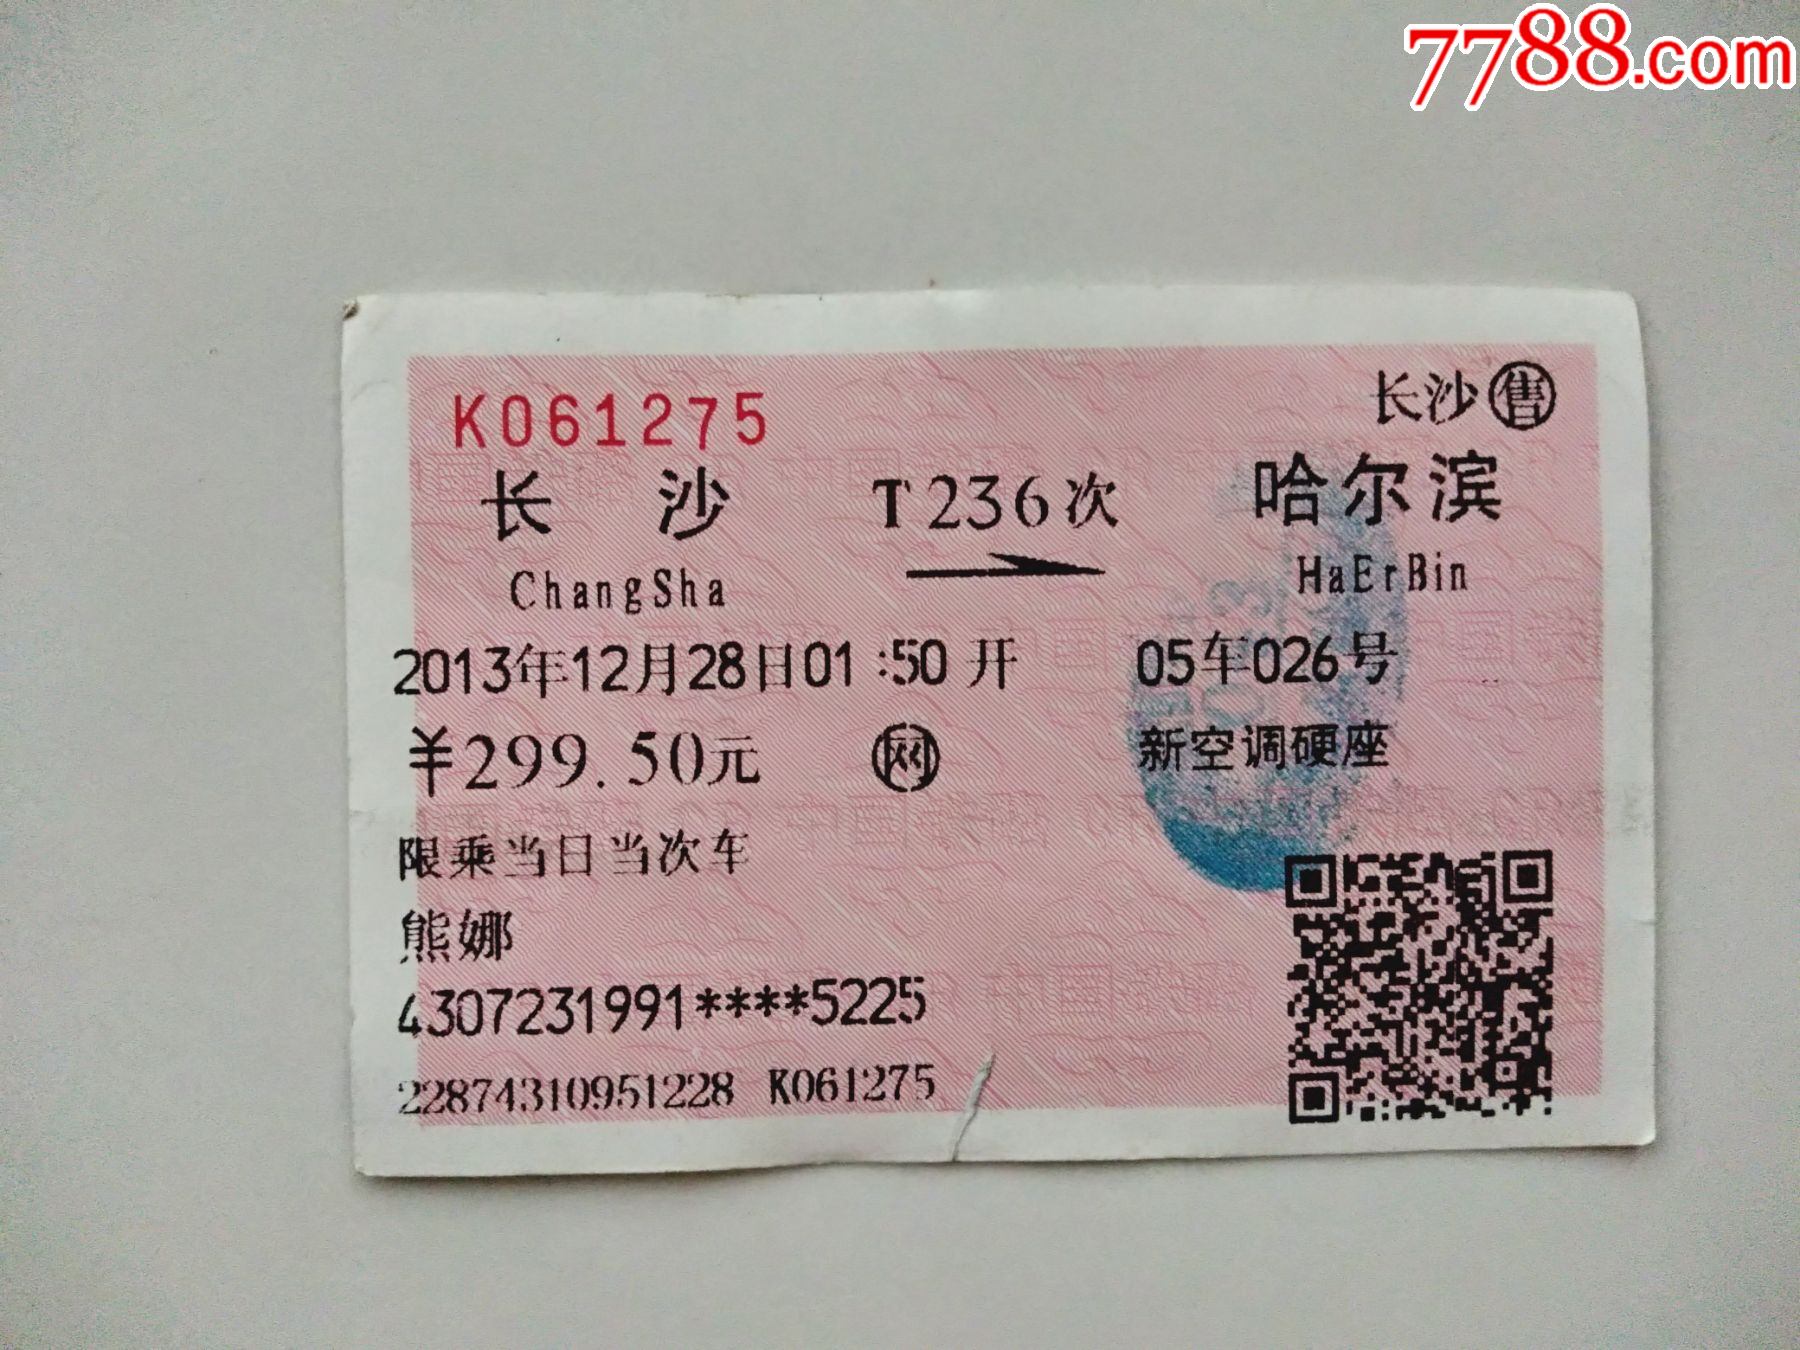 7788.com
K061275
长沙售
长沙 T236次 哈尔滨
ChangSha HaErBin
2013年12月28日01:50开 05车026号
￥299.50元 网 新空调硬座
限乘当日当次车
熊娜
4307231991****5225
22874310951228 K061275